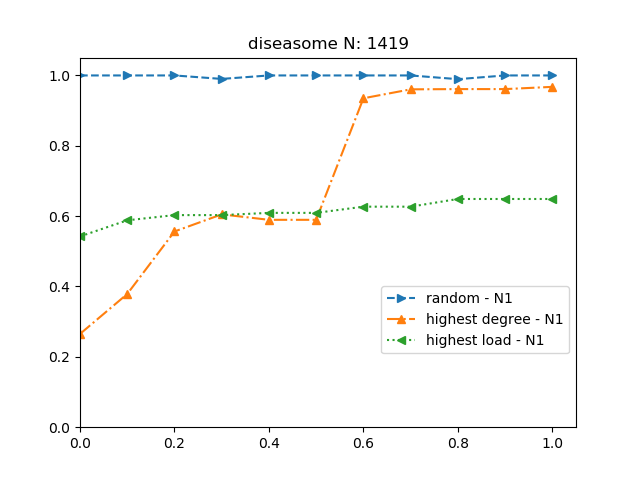 diseasome N: 1419
1.0
0.8
0.6
0.4
0.2
0.0
random - N1
highest degree - N1
highest load - N1
0.0 0.2 0.4 0.6 0.8 1.0